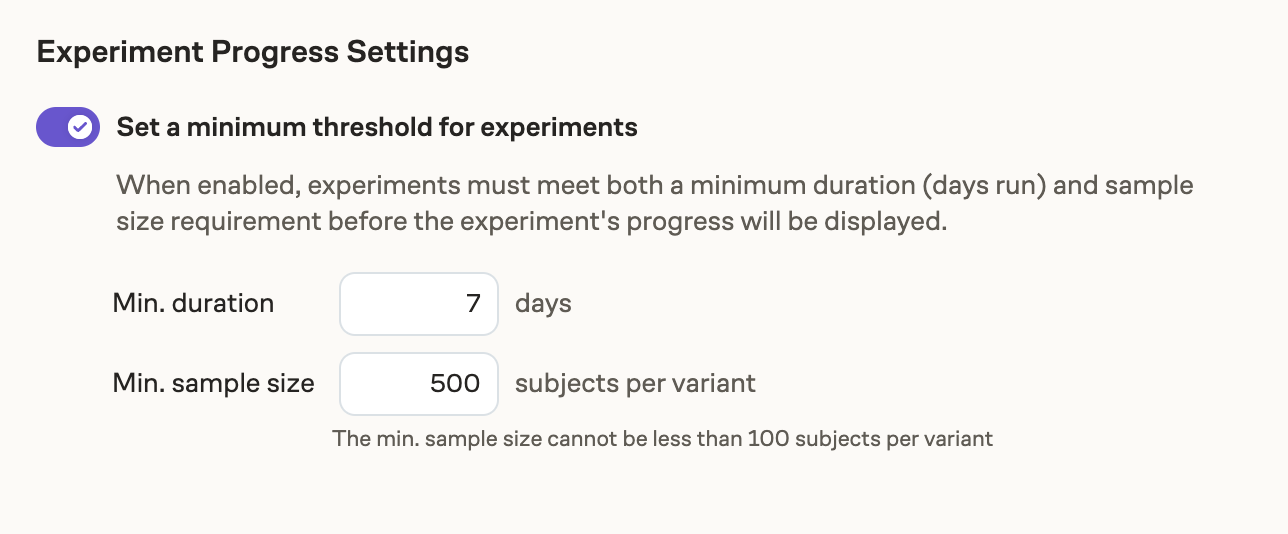 Experiment Progress Settings
Set a minimum threshold for experiments
When enabled, experiments must meet both a minimum duration (days run) and sample
size requirement before the experiment's progress will be displayed.
Min. duration 7 days
Min. sample size 500 subjects per variant
The min. sample size cannot be less than 100 subjects per variant